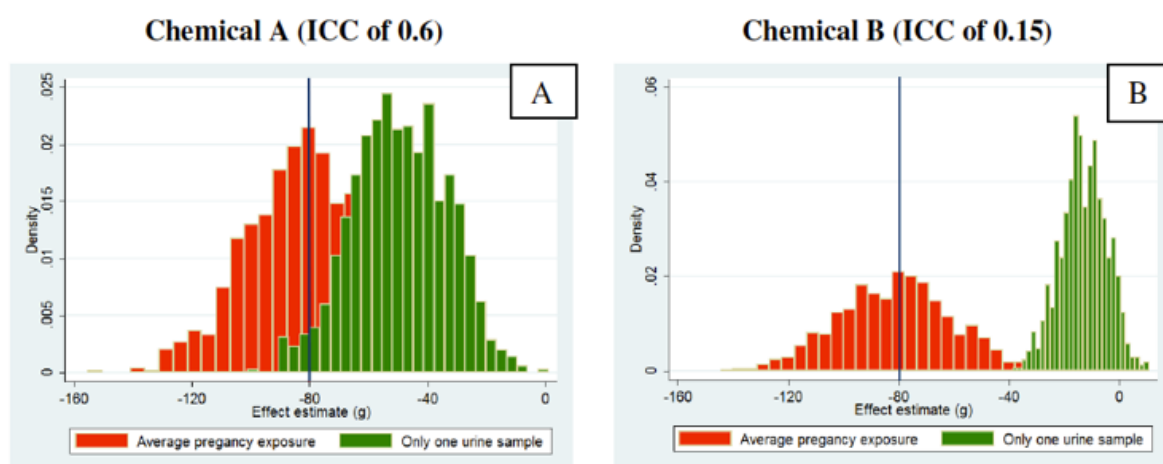 Chemical A (ICC of 0.6)
A
.025
.02
.015
.01
.005
0
Density
-160
-120
-80
-40
0
Effect estimate (g)
Average pregancy exposure
Only one urine sample
Chemical B (ICC of 0.15)
B
.06
.04
.02
0
Density
-160
-120
-80
-40
0
Effect estimate (g)
Average pregancy exposure
Only one urine sample